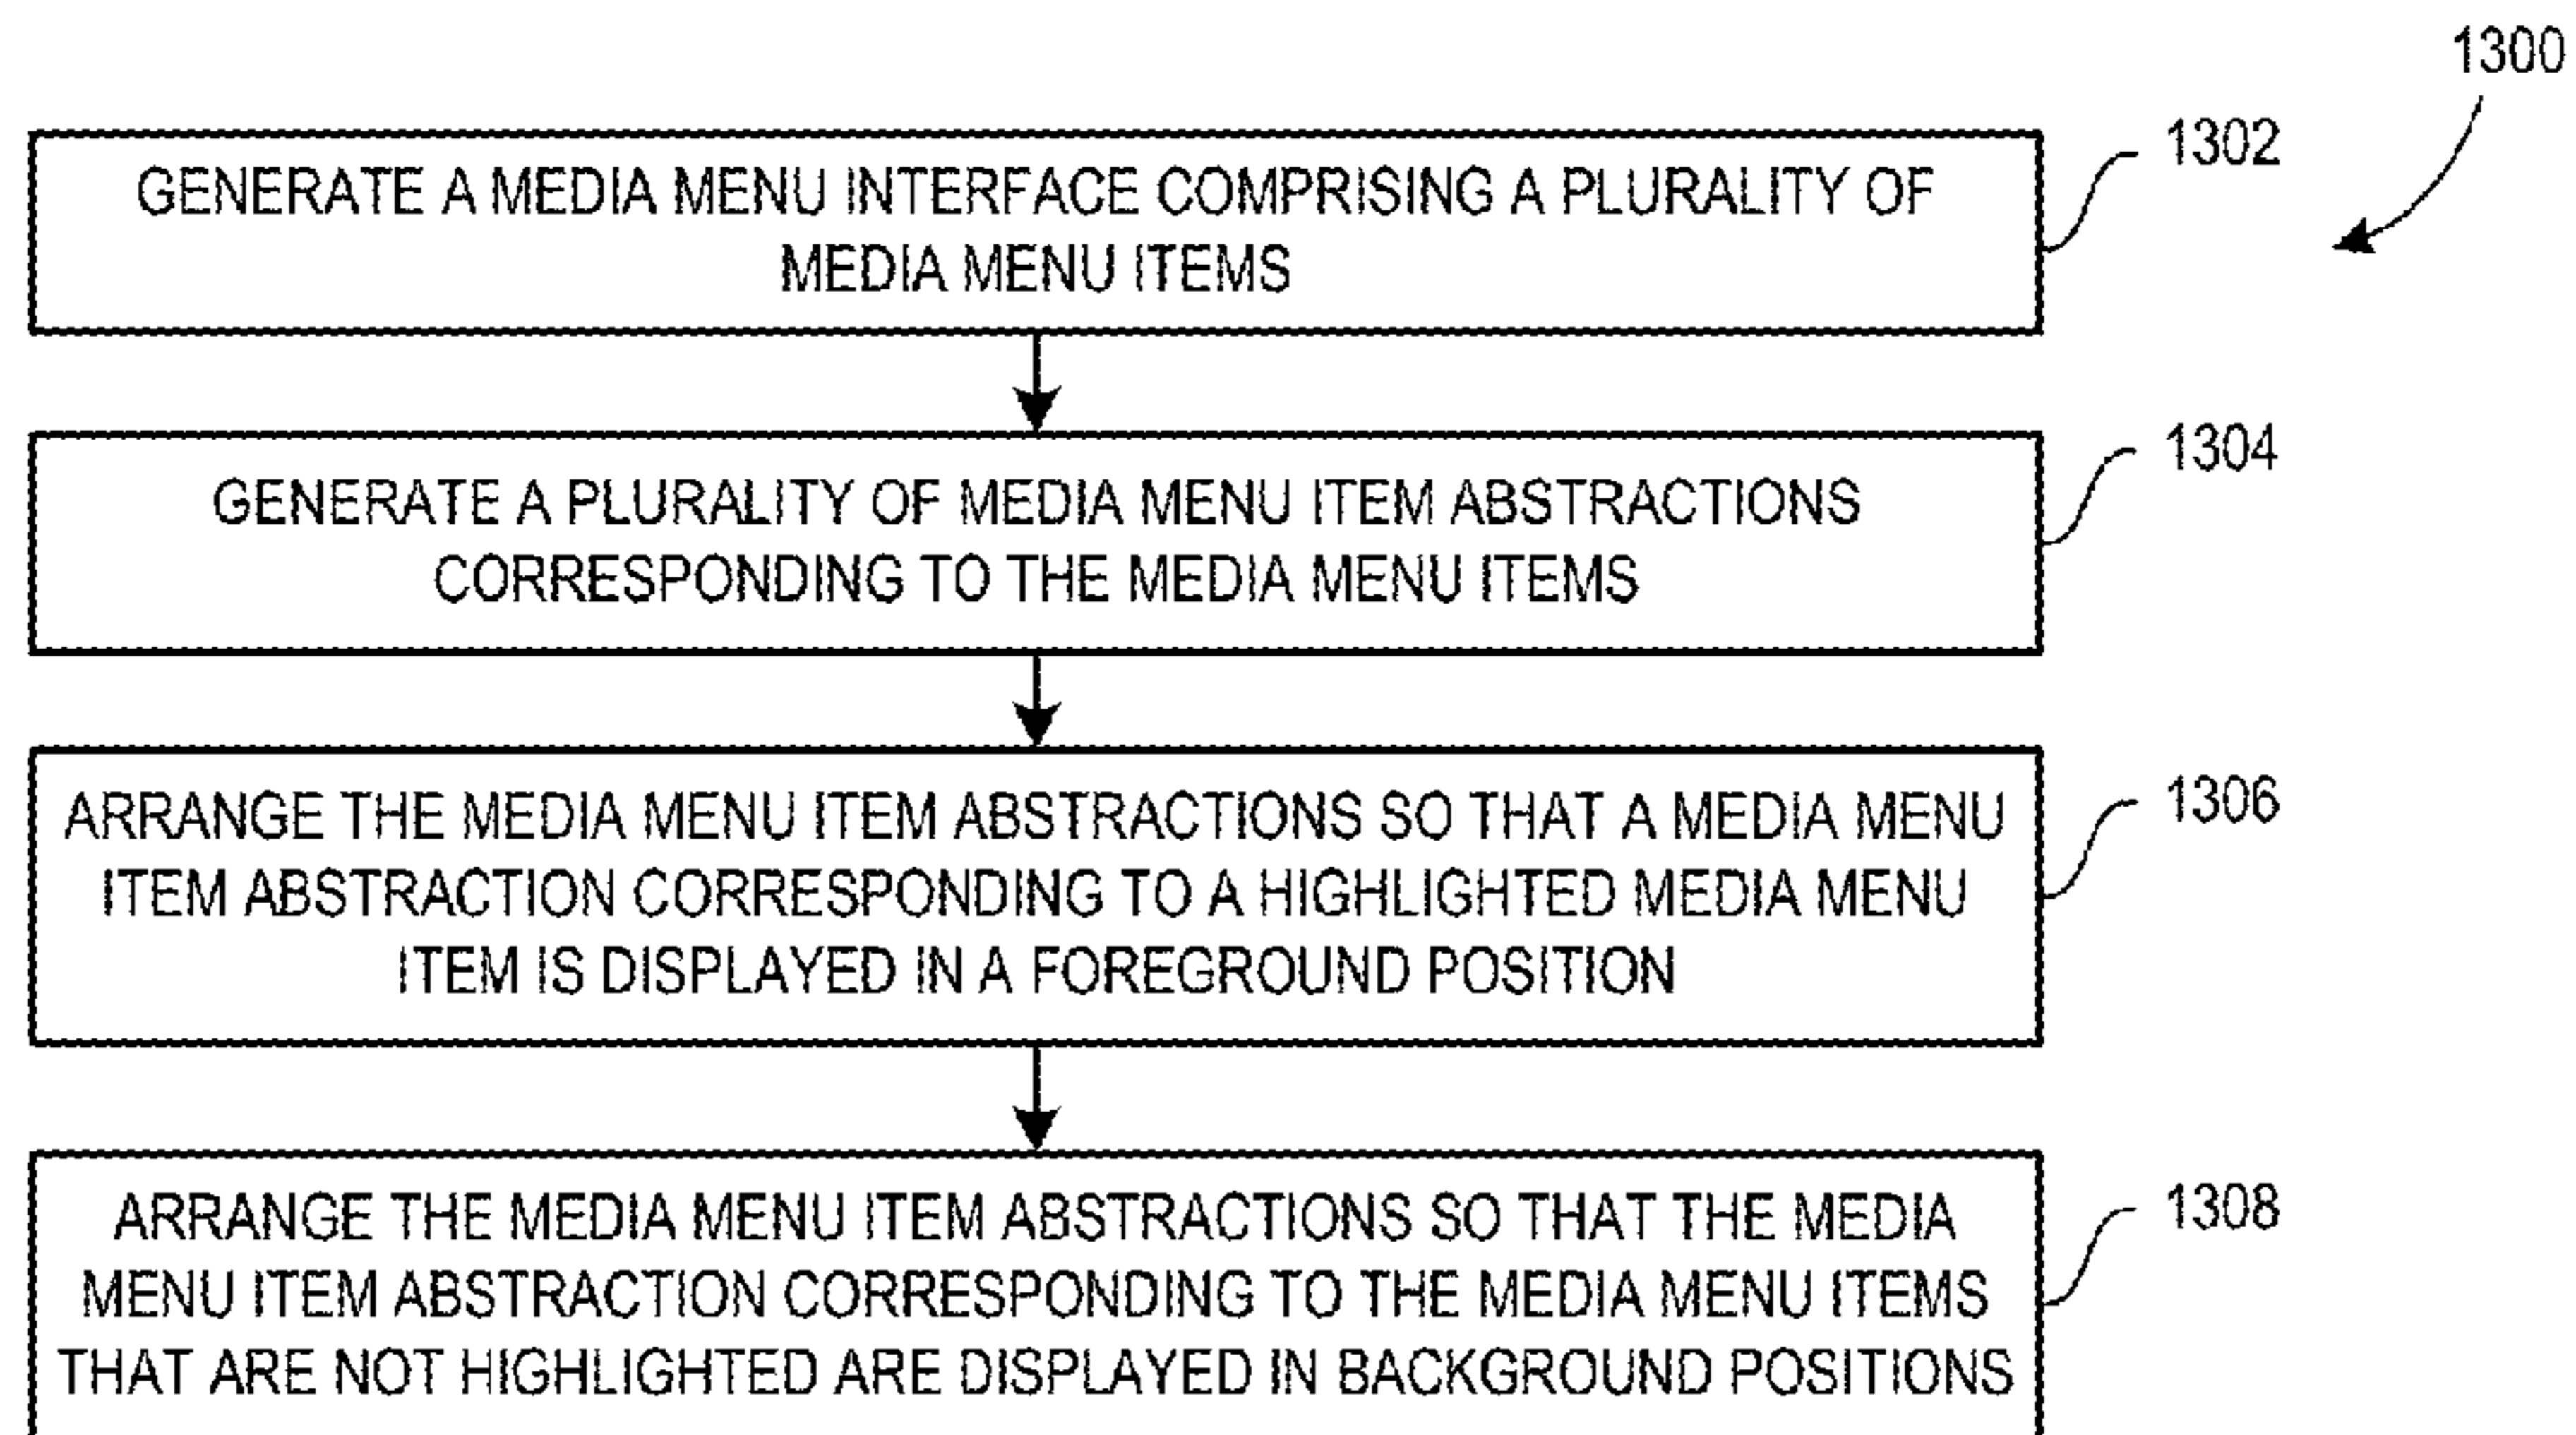 1300
1302
GENERATE A MEDIA MENU INTERFACE COMPRISING A PLURALITY OF
MEDIA MENU ITEMS
1304
GENERATE A PLURALITY OF MEDIA MENU ITEM ABSTRACTIONS
CORRESPONDING TO THE MEDIA MENU ITEMS
1306
ARRANGE THE MEDIA MENU ITEM ABSTRACTIONS SO THAT A MEDIA MENU
ITEM ABSTRACTION CORRESPONDING TO A HIGHLIGHTED MEDIA MENU
ITEM IS DISPLAYED IN A FOREGROUND POSITION
1308
ARRANGE THE MEDIA MENU ITEM ABSTRACTIONS SO THAT THE MEDIA
MENU ITEM ABSTRACTION CORRESPONDING TO THE MEDIA MENU ITEMS
THAT ARE NOT HIGHLIGHTED ARE DISPLAYED IN BACKGROUND POSITIONS